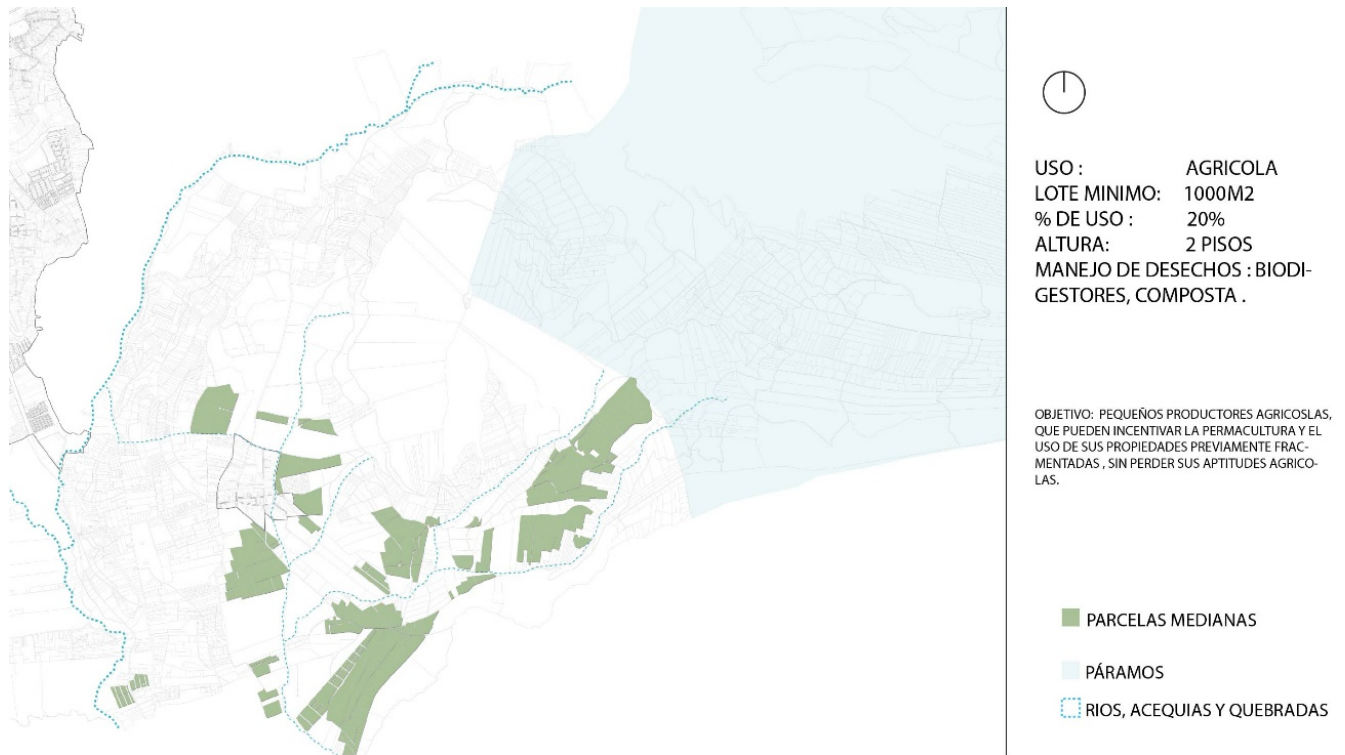 USO : AGRICOLA
LOTE MINIMO: 1000M2
% DE USO : 20%
ALTURA: 2 PISOS
MANEJO DE DESECHOS : BIODI-
GESTORES, COMPOSTA .
OBJETIVO: PEQUEÑOS PRODUCTORES AGRICOSLAS,
QUE PUEDEN INCENTIVAR LA PERMACULTURA Y EL
USO DE SUS PROPIEDADES PREVIAMENTE FRAC-
MENTADAS , SIN PERDER SUS APTITUDES AGRICO-
LAS.
PARCELAS MEDIANAS
PÁRAMOS
RIOS, ACEQUIAS Y QUEBRADAS